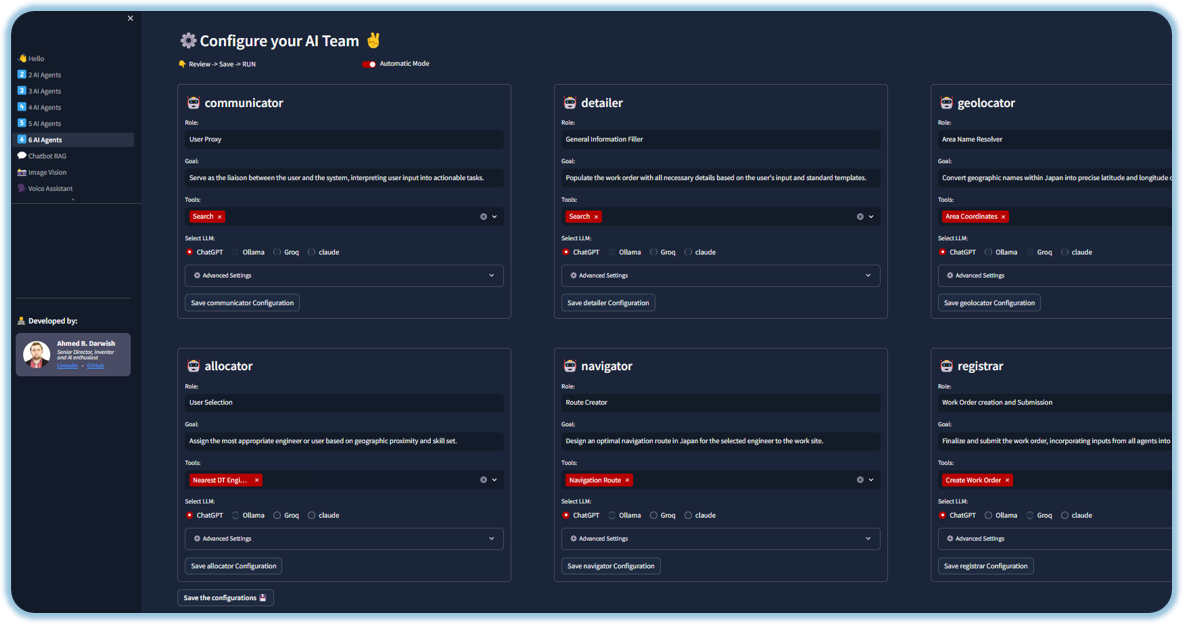 Hello
2 2 AI Agents
3 3 AI Agents
4 4 AI Agents
5 5 AI Agents
6 6 AI Agents
Chatbot RAG
Image Vision
Voice Assistant
Developed by:
Ahmed B. Darwish
Senior Director, Inventor
and AI enthusiast
LinkedIn • GitHub
Configure your AI Team
Review -> Save -> RUN
Automatic Mode
communicator
Role:
User Proxy
Goal:
Serve as the liaison between the user and the system, interpreting user input into actionable tasks.
Tools:
Search ×
Select LLM:
ChatGPT Ollama Groq claude
Advanced Settings
Save communicator Configuration
detailer
Role:
General Information Filler
Goal:
Populate the work order with all necessary details based on the user's input and standard templates.
Tools:
Search ×
Select LLM:
ChatGPT Ollama Groq claude
Advanced Settings
Save detailer Configuration
geolocator
Role:
Area Name Resolver
Goal:
Convert geographic names within Japan into precise latitude and longitude
Tools:
Area Coordinates ×
Select LLM:
ChatGPT Ollama Groq claude
Advanced Settings
Save geolocator Configuration
allocator
Role:
User Selection
Goal:
Assign the most appropriate engineer or user based on geographic proximity and skill set.
Tools:
Nearest DT Engi... ×
Select LLM:
ChatGPT Ollama Groq claude
Advanced Settings
Save allocator Configuration
navigator
Role:
Route Creator
Goal:
Design an optimal navigation route in Japan for the selected engineer to the work site.
Tools:
Navigation Route ×
Select LLM:
ChatGPT Ollama Groq claude
Advanced Settings
Save navigator Configuration
registrar
Role:
Work Order creation and Submission
Goal:
Finalize and submit the work order, incorporating inputs from all agents into
Tools:
Create Work Order ×
Select LLM:
ChatGPT Ollama Groq claude
Advanced Settings
Save registrar Configuration
Save the configurations